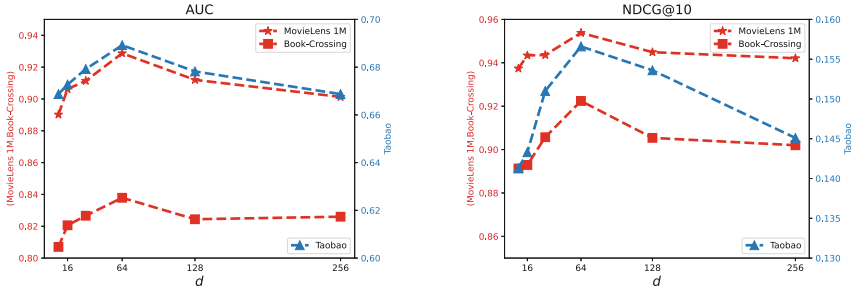 AUC
MovieLens 1M
Book-Crossing
Taobao
(MovieLens 1M,Book-Crossing)
0.94
0.92
0.90
0.88
0.86
0.84
0.82
0.80
0.70
0.68
0.66
0.64
0.62
0.60
Taobao
16
64
128
256
d
NDCG@10
MovieLens 1M
Book-Crossing
Taobao
(MovieLens 1M,Book-Crossing)
0.96
0.94
0.92
0.90
0.88
0.86
0.160
0.155
0.150
0.145
0.140
0.135
0.130
Taobao
16
64
128
256
d